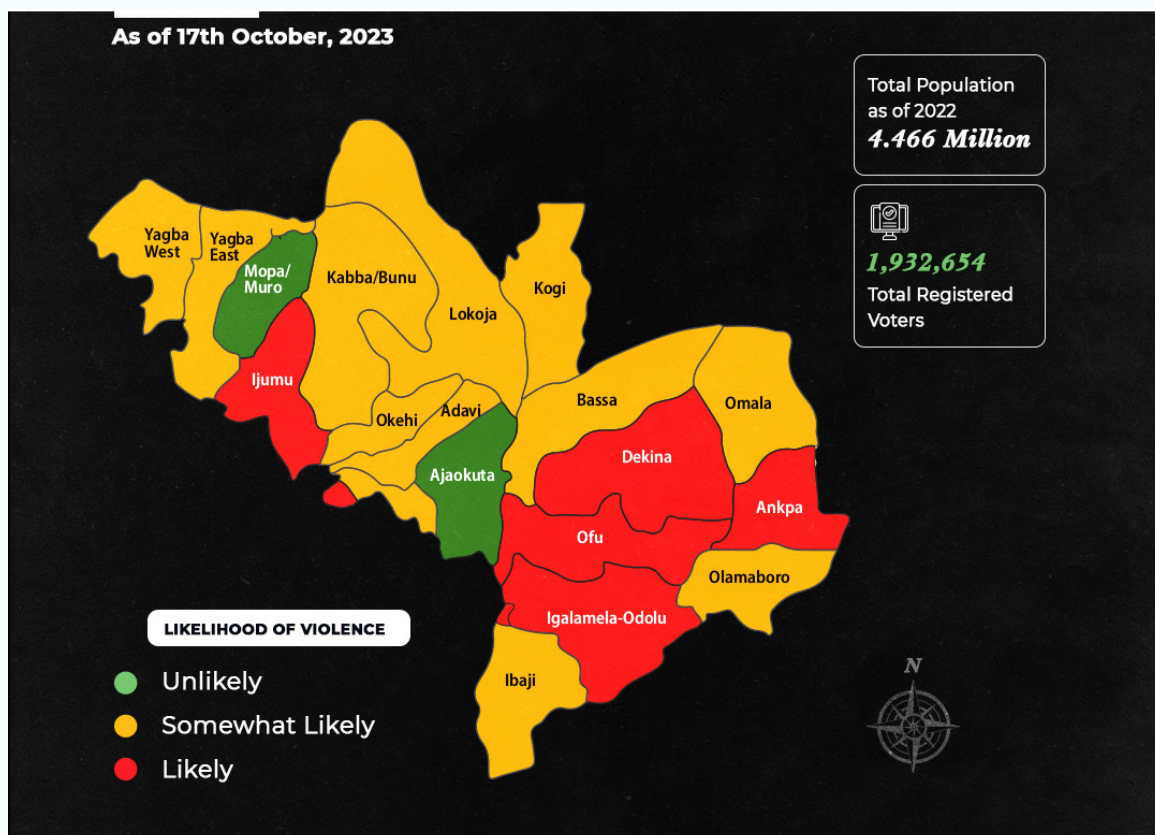 As of 17th October, 2023
Total Population
as of 2022
4.466 Million
1,932,654
Total Registered
Voters
Yagba
West
Yagba
East
Mopa/
Muro
Kabba/Bunu
Lokoja
Kogi
Ijumu
Okehi
Adavi
Ajaokuta
Bassa
Omala
Dekina
Ankpa
Ofu
Olamaboro
Igalamela-Odolu
Ibaji
LIKELIHOOD OF VIOLENCE
Unlikely
Somewhat Likely
Likely
N